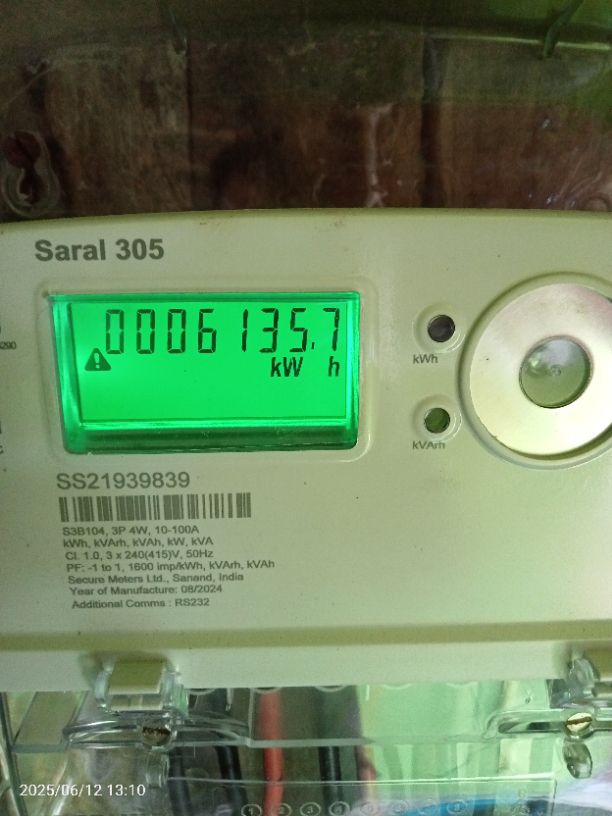 Saral 305
0006135.7
kW h
kWh
kVArh
SS21939839
S3B104, 3P 4W, 10-100A
kWh, kVArh, kVAh, kW, kVA
Cl. 1.0, 3 x 240(415)V, 50Hz
PF: -1 to 1, 1600 imp/kWh, kVArh, kVAh
Secure Meters Ltd., Sanand, India
Year of Manufacture: 08/2024
Additional Comms : RS232
2025/06/12 13:10